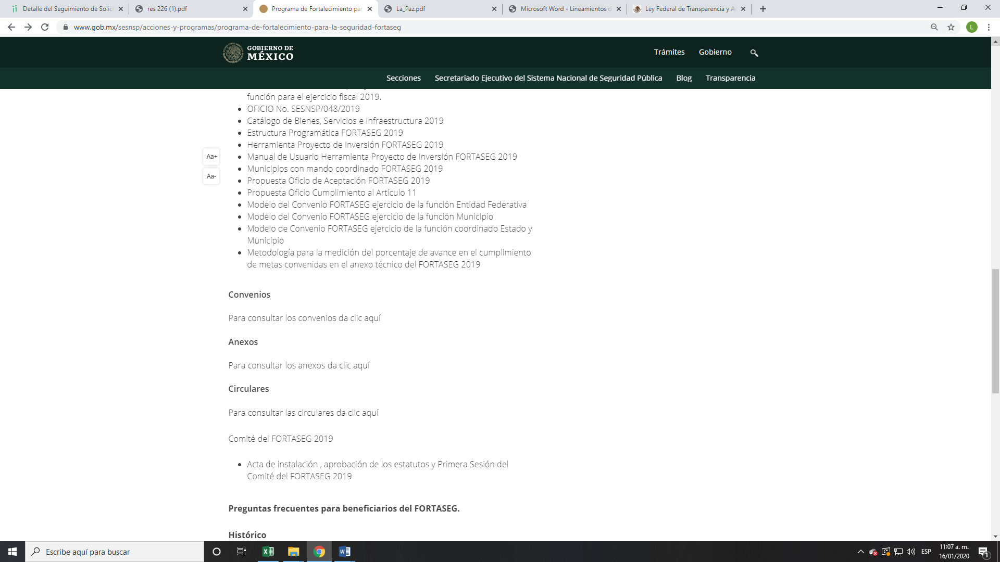 Detalle del Seguimiento de Solici
res 226 (1).pdf
Programa de Fortalecimiento par
La_Paz.pdf
Microsoft Word - Lineamientos d
Ley Federal de Transparencia y A
www.gob.mx/sesnsp/acciones-y-programas/programa-de-fortalecimiento-para-la-seguridad-fortaseg
L
GOBIERNO DE
MÉXICO
Trámites
Gobierno
Secciones
Secretariado Ejecutivo del Sistema Nacional de Seguridad Pública
Blog
Transparencia
función para el ejercicio fiscal 2019.
OFICIO No. SESNSP/048/2019
Catálogo de Bienes, Servicios e Infraestructura 2019
Estructura Programática FORTASEG 2019
Herramienta Proyecto de Inversión FORTASEG 2019
Aa+
Manual de Usuario Herramienta Proyecto de Inversión FORTASEG 2019
Municipios con mando coordinado FORTASEG 2019
Aa-
Propuesta Oficio de Aceptación FORTASEG 2019
Propuesta Oficio Cumplimiento al Artículo 11
Modelo del Convenio FORTASEG ejercicio de la función Entidad Federativa
Modelo del Convenio FORTASEG ejercicio de la función Municipio
Modelo de Convenio FORTASEG ejercicio de la función coordinado Estado y
Municipio
Metodología para la medición del porcentaje de avance en el cumplimiento
de metas convenidas en el anexo técnico del FORTASEG 2019
Convenios
Para consultar los convenios da clic aquí
Anexos
Para consultar los anexos da clic aquí
Circulares
Para consultar las circulares da clic aquí
Comité del FORTASEG 2019
Acta de instalación , aprobación de los estatutos y Primera Sesión del
Comité del FORTASEG 2019
Preguntas frecuentes para beneficiarios del FORTASEG.
Histórico
Escribe aquí para buscar
ESP
11:07 a. m.
16/01/2020
1